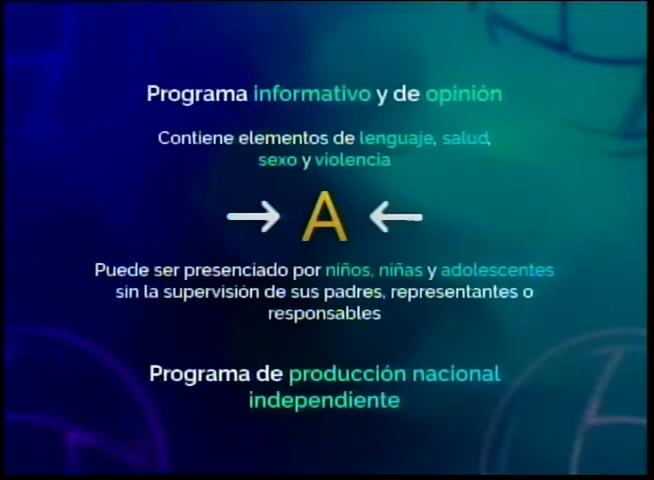 Programa informativo y de opinión
Contiene elementos de lenguaje, salud,
sexo y violencia
→ A ←
Puede ser presenciado por niños, niñas y adolescentes
sin la supervisión de sus padres, representantes o
responsables
Programa de producción nacional
independiente